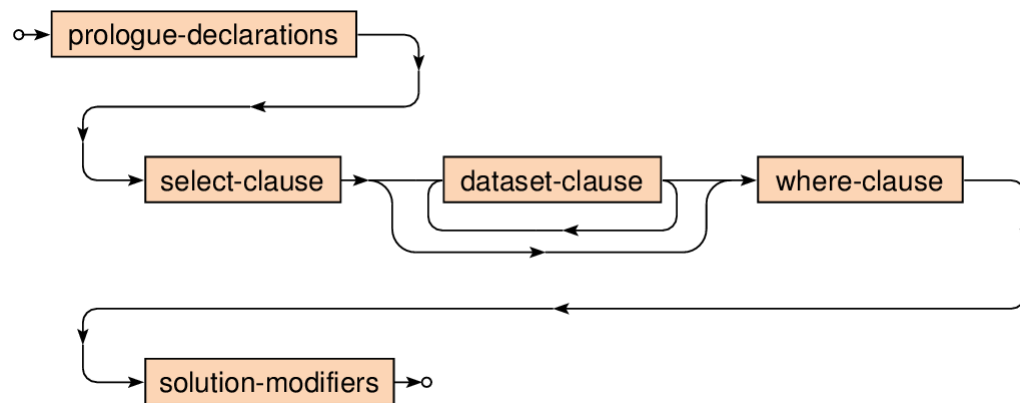 prologue-declarations
select-clause dataset-clause where-clause
solution-modifiers